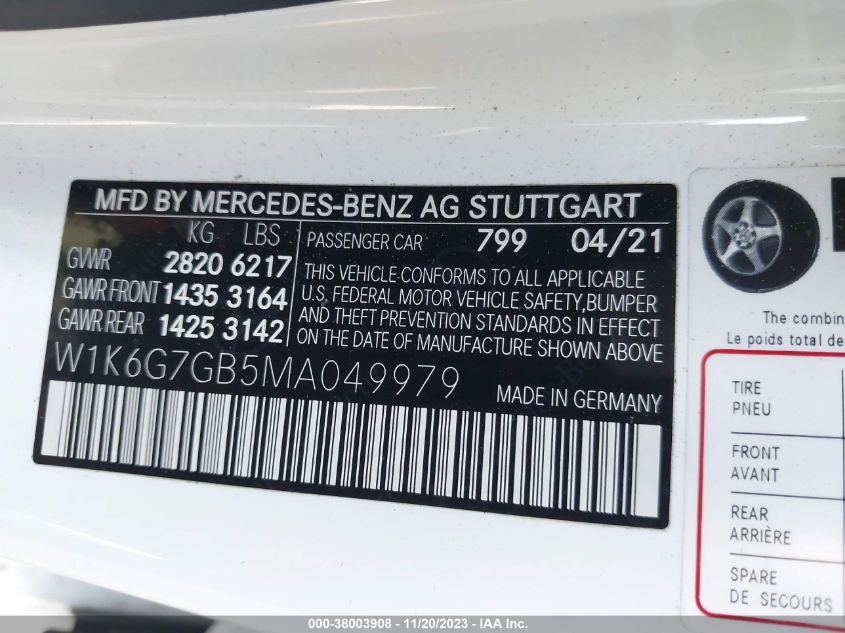 MFD BY MERCEDES-BENZ AG STUTTGART
KG LBS
GWR 2820 6217
GAWR FRONT 1435 3164
GAWR REAR 1425 3142
PASSENGER CAR 799 04/21
THIS VEHICLE CONFORMS TO ALL APPLICABLE
U.S. FEDERAL MOTOR VEHICLE SAFETY, BUMPER
AND THEFT PREVENTION STANDARDS IN EFFECT
ON THE DATE OF MANUFACTURE SHOWN ABOVE.
W1K6G7GB5MA049979
MADE IN GERMANY
The combin
Le poids total de
TIRE
PNEU
FRONT
AVANT
REAR
ARRIÈRE
SPARE
DE SECOURS
000-38003908 - 11/20/2023 - IAA Inc.